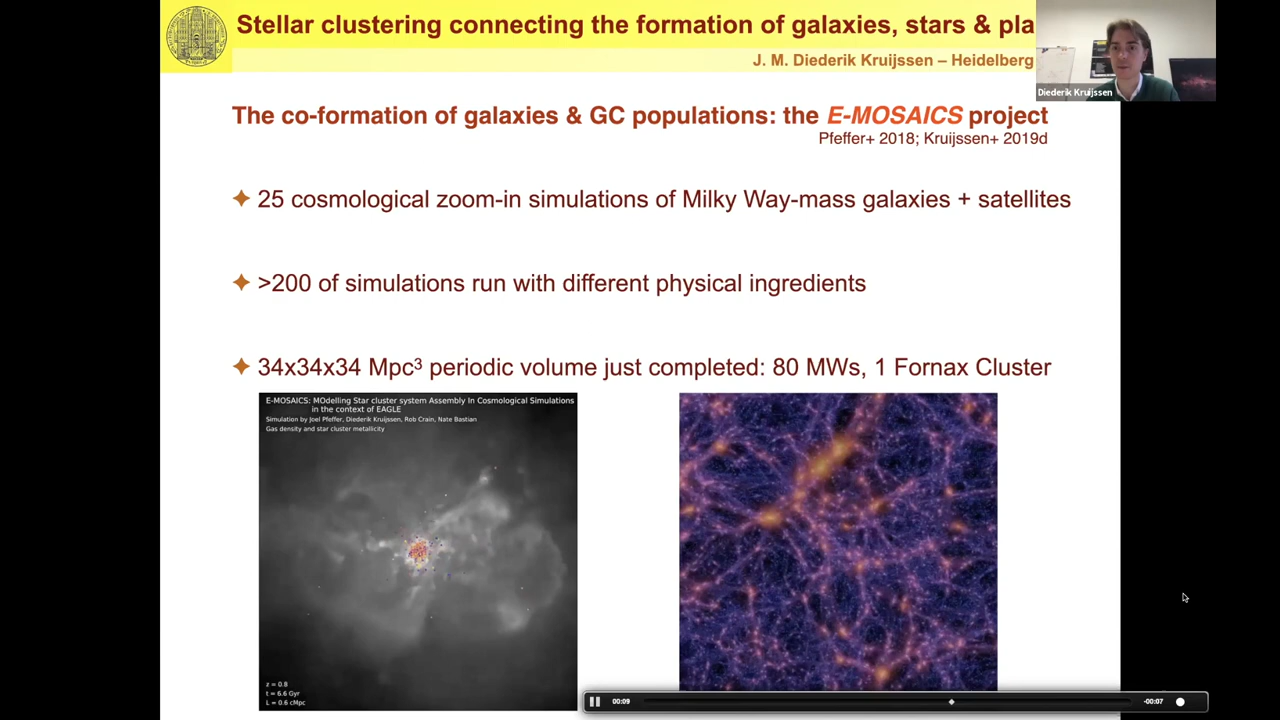 Stellar clustering connecting the formation of galaxies, stars & pla
J. M. Diederik Kruijssen – Heidelberg
Diederik Kruijssen
The co-formation of galaxies & GC populations: the E-MOSAICS project
Pfeffer+ 2018; Kruijssen+ 2019d
25 cosmological zoom-in simulations of Milky Way-mass galaxies + satellites
>200 of simulations run with different physical ingredients
34x34x34 Mpc³ periodic volume just completed: 80 MWs, 1 Fornax Cluster
E-MOSAICS: MOdelling Star cluster system Assembly In Cosmological Simulations
in the context of EAGLE
Simulation by Joel Pfeffer, Diederik Kruijssen, Rob Crain, Nate Bastian
Gas density and star cluster metallicity
z = 0.8
t = 6.6 Gyr
L = 0.6 cMpc
00:09
-00:07